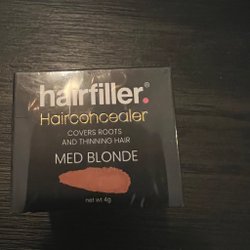 hairfiller.®
Hairconcealer
COVERS ROOTS
AND THINNING HAIR
MED BLONDE
net wt 4g